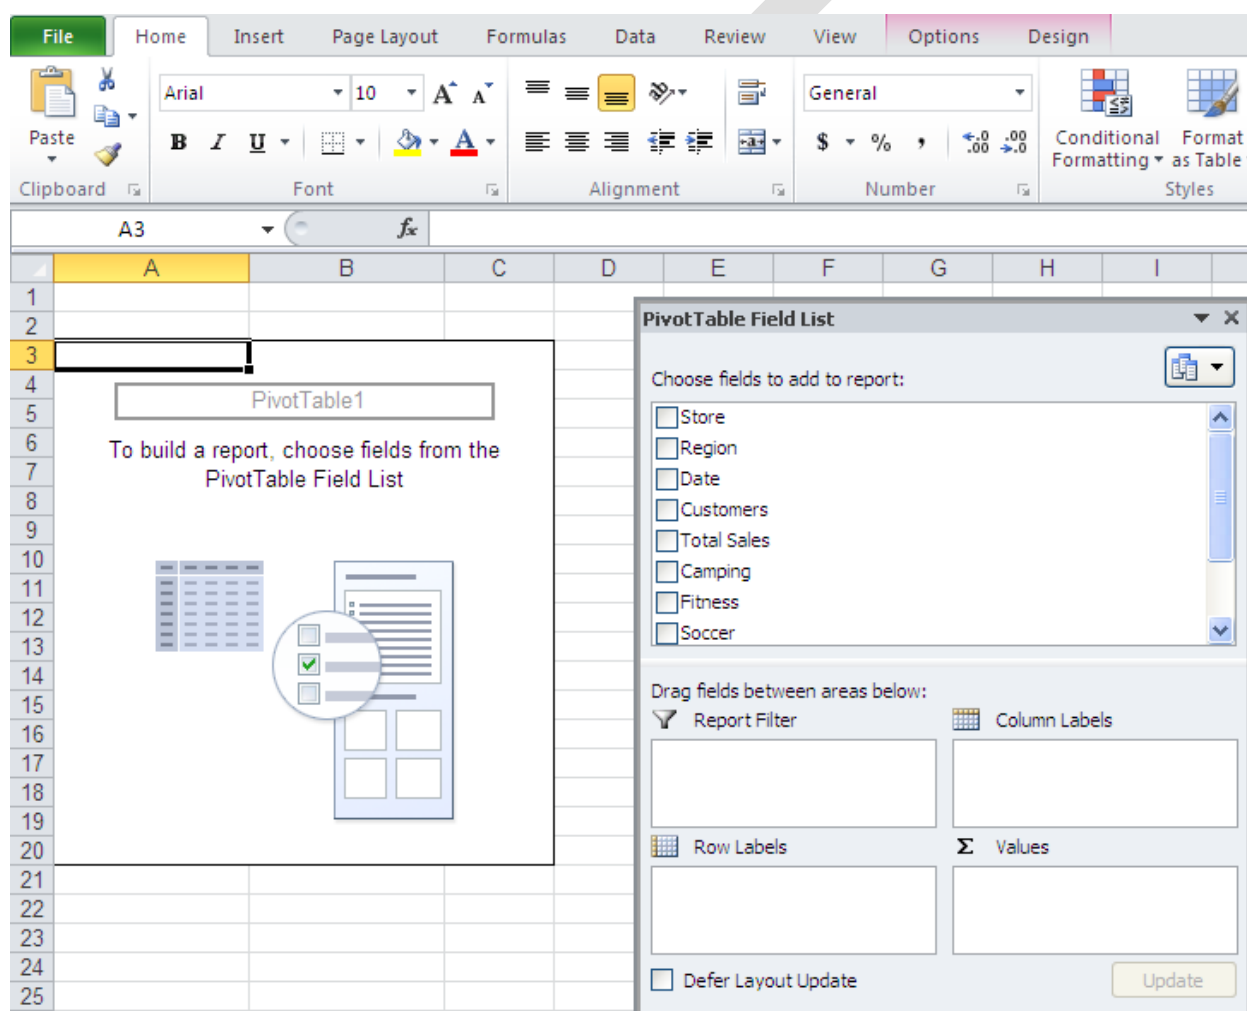 File Home Insert Page Layout Formulas Data Review View Options Design
Arial 10 A A General
Paste B I U A $ % , .0 .00 .00 .0 Conditional Formatting Format as Table
Clipboard Font Alignment Number Styles
A3 fx
A B C D E F G H I
1
2
3
4
5
6
7
8
9
10
11
12
13
14
15
16
17
18
19
20
21
22
23
24
25
PivotTable1
To build a report, choose fields from the
PivotTable Field List
PivotTable Field List
Choose fields to add to report:
Store
Region
Date
Customers
Total Sales
Camping
Fitness
Soccer
Drag fields between areas below:
Report Filter Column Labels
Row Labels Σ Values
Defer Layout Update Update